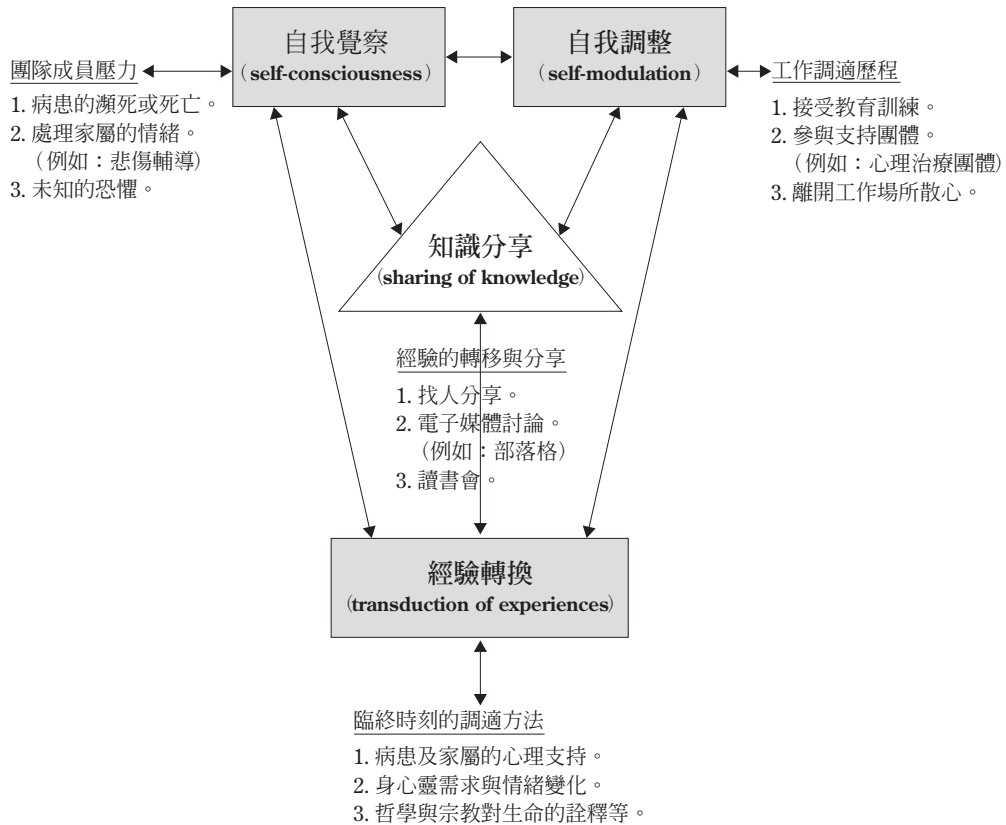 自我覺察
(self-consciousness)
自我調整
(self-modulation)
團隊成員壓力
1. 病患的瀕死或死亡。
2. 處理家屬的情緒。
(例如：悲傷輔導)
3. 未知的恐懼。
工作調適歷程
1. 接受教育訓練。
2. 參與支持團體。
(例如：心理治療團體)
3. 離開工作場所散心。
知識分享
(sharing of knowledge)
經驗的轉移與分享
1. 找人分享。
2. 電子媒體討論。
(例如：部落格)
3. 讀書會。
經驗轉換
(transduction of experiences)
臨終時刻的調適方法
1. 病患及家屬的心理支持。
2. 身心靈需求與情緒變化。
3. 哲學與宗教對生命的詮釋等。